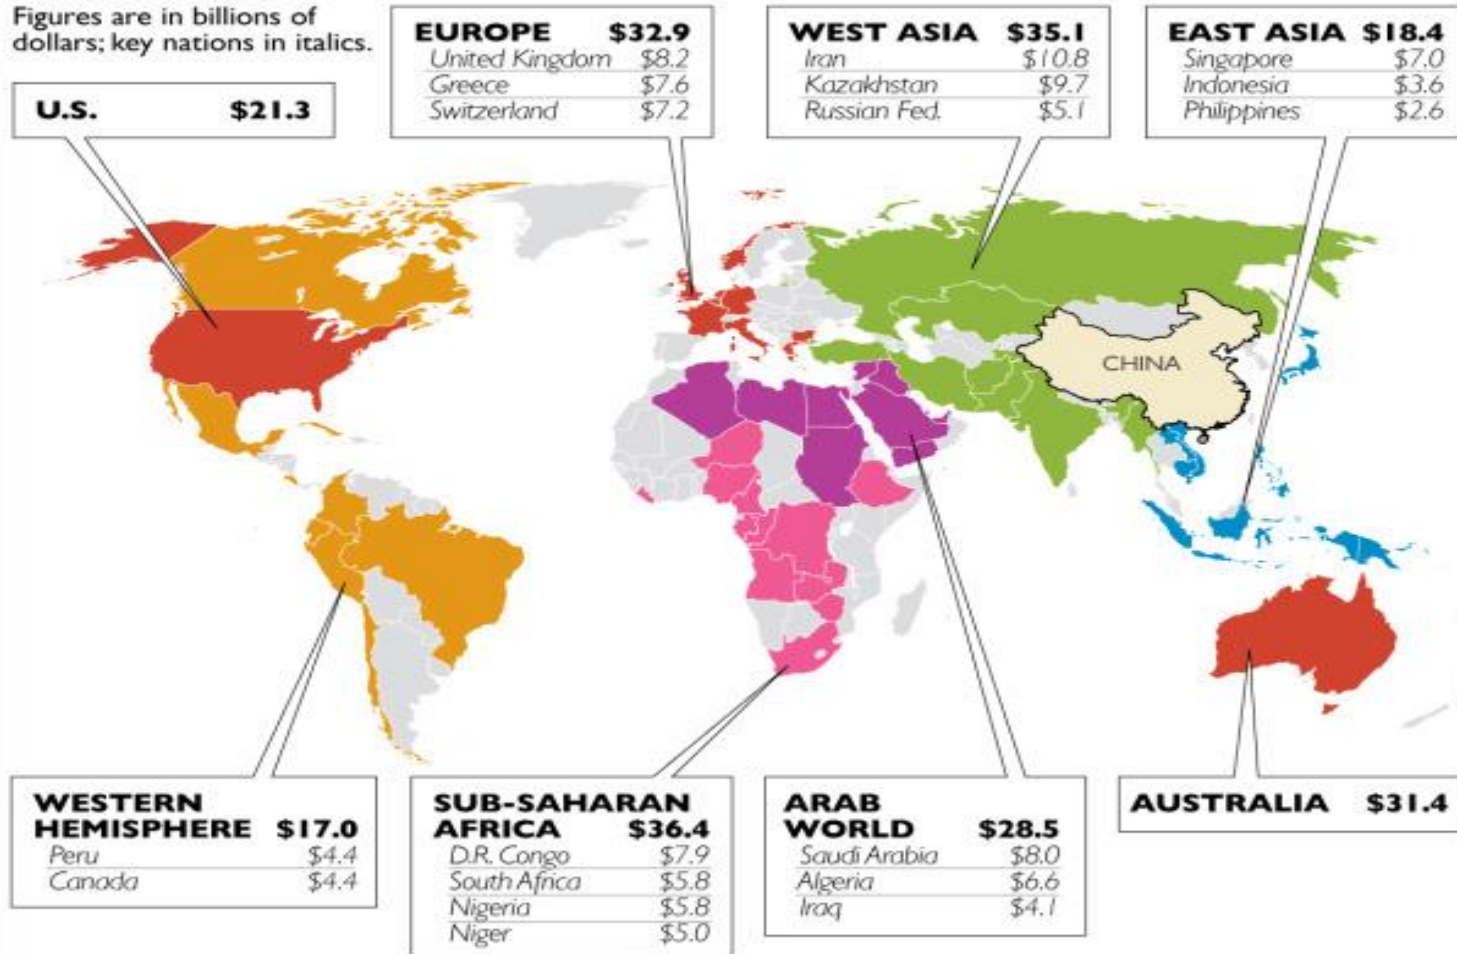 Figures are in billions of
dollars; key nations in italics.
U.S. $21.3
EUROPE $32.9
United Kingdom $8.2
Greece $7.6
Switzerland $7.2
WEST ASIA $35.1
Iran $10.8
Kazakhstan $9.7
Russian Fed. $5.1
EAST ASIA $18.4
Singapore $7.0
Indonesia $3.6
Philippines $2.6
CHINA
WESTERN
HEMISPHERE $17.0
Peru $4.4
Canada $4.4
SUB-SAHARAN
AFRICA $36.4
D.R. Congo $7.9
South Africa $5.8
Nigeria $5.8
Niger $5.0
ARAB
WORLD $28.5
Saudi Arabia $8.0
Algeria $6.6
Iraq $4.1
AUSTRALIA $31.4